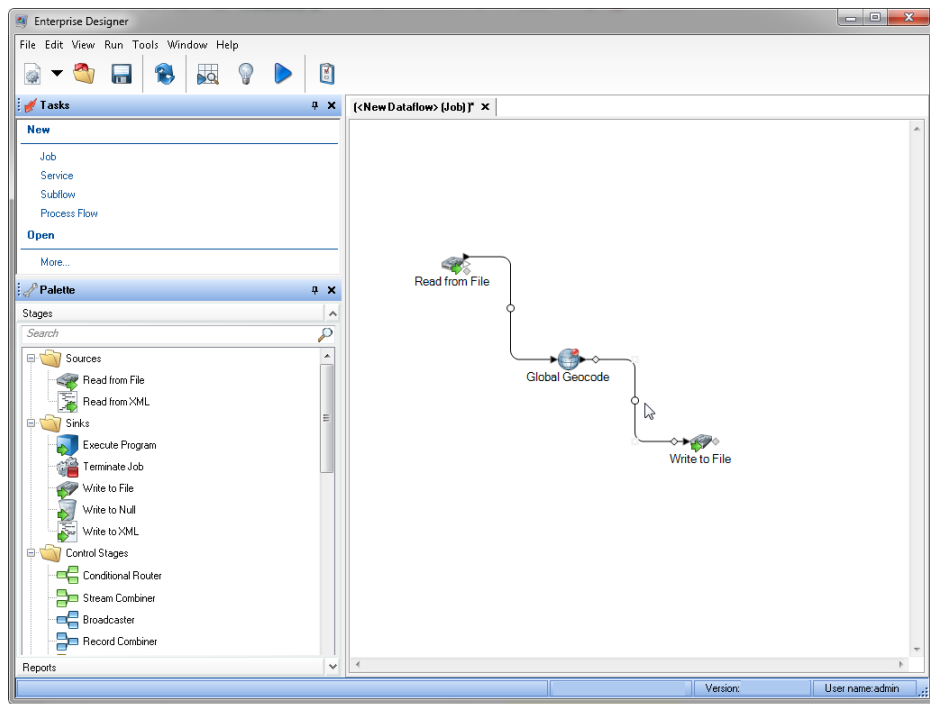 Enterprise Designer
File Edit View Run Tools Window Help
Tasks
New
Job
Service
Subflow
Process Flow
Open
More...
Palette
Stages
Search
Sources
Read from File
Read from XML
Sinks
Execute Program
Terminate Job
Write to File
Write to Null
Write to XML
Control Stages
Conditional Router
Stream Combiner
Broadcaster
Record Combiner
Reports
(<New Dataflow> (Job))*
Read from File
Global Geocode
Write to File
Version:
User name:admin